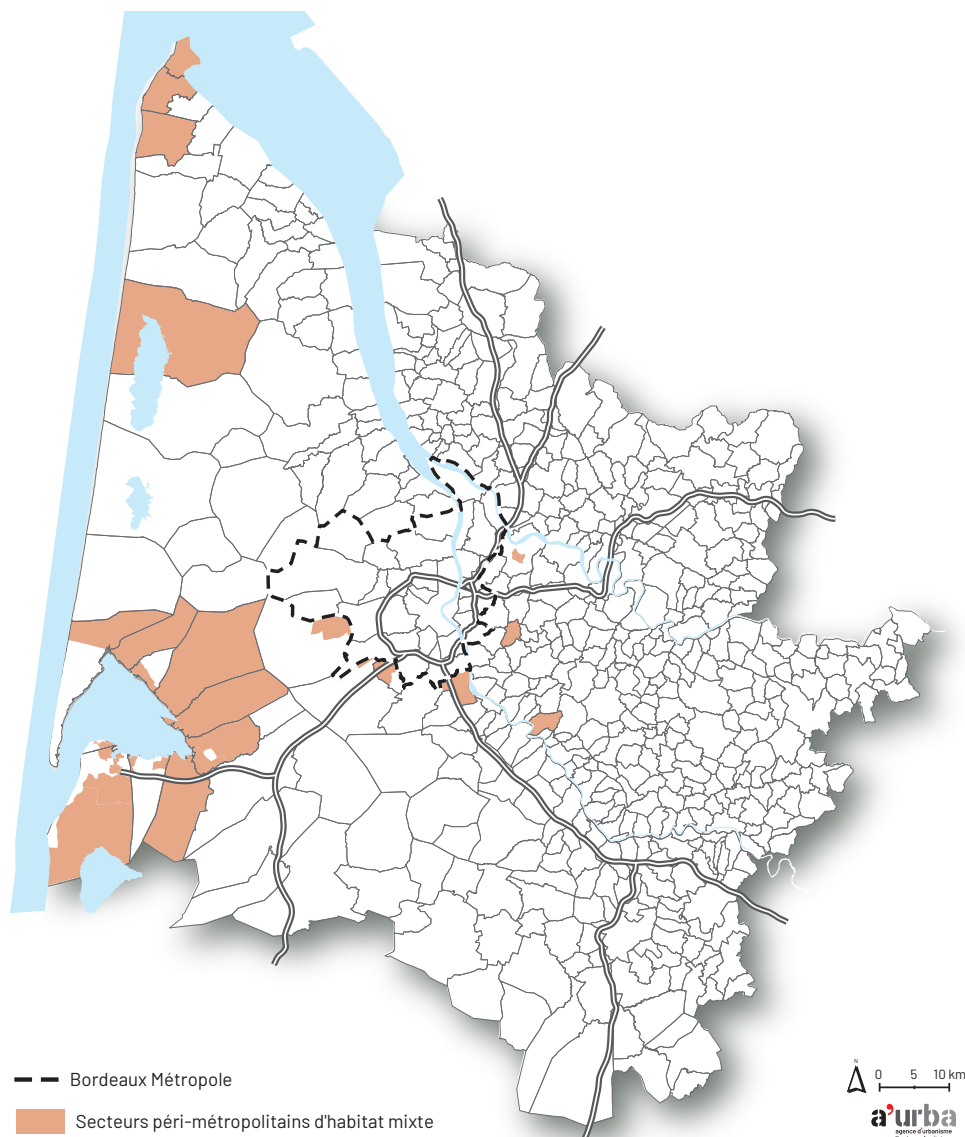 Bordeaux Métropole
Secteurs péri-métropolitains d'habitat mixte
N
0 5 10 km
a'urba
agence d'urbanisme